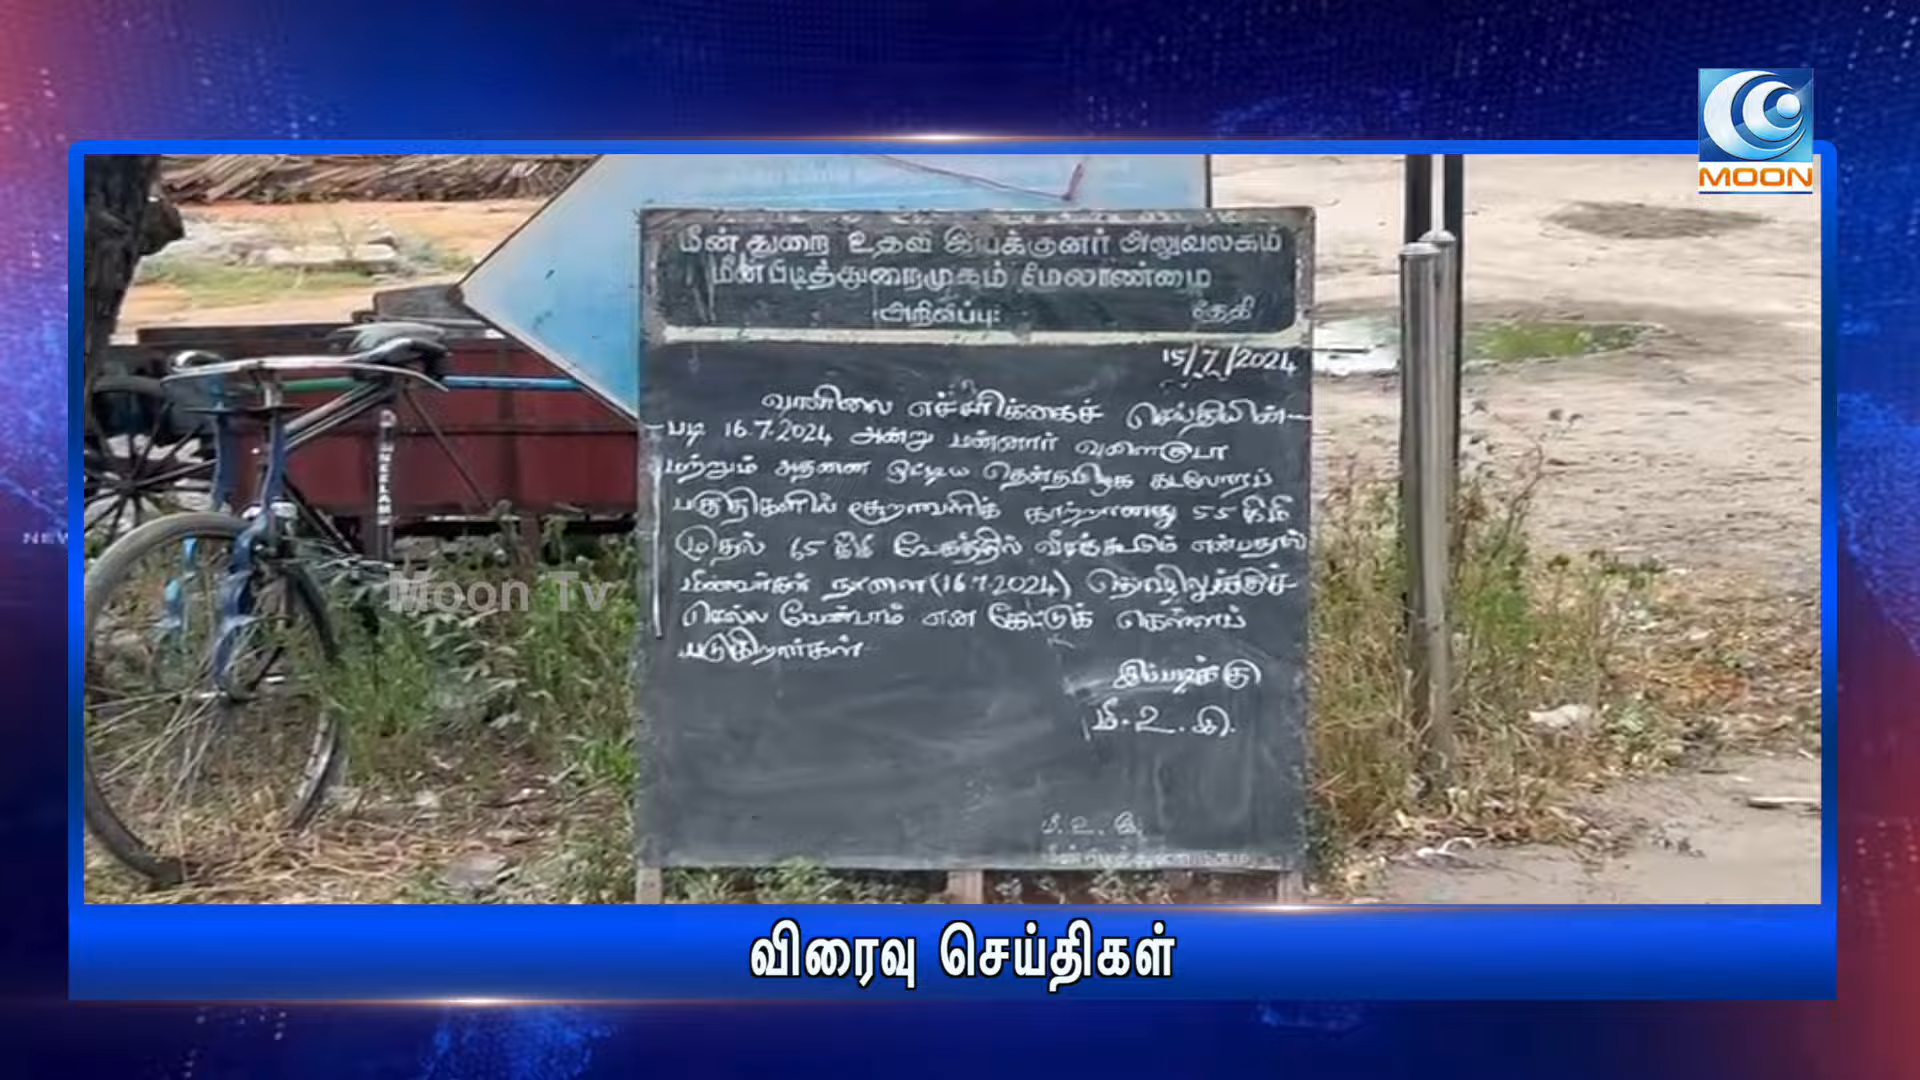 MOON
மீன் துறை உதவி இயக்குனர் அலுவலகம்
மீன்பிடித்துறைமுகம் மேலாண்மை
அறிவிப்பு: தேதி
15/7/2024
வானிலை எச்சரிக்கைச் செய்தியின்
படி 16.7.2024 அன்று மன்னார் வளைகுடா
மற்றும் அதனை ஒட்டிய தென்தமிழக கடலோரப்
பகுதிகளில் சூறாவளிக் காற்றானது 55 கி.மீ
முதல் 65 கி.மீ வேகத்தில் வீசக்கூடும் என்பதால்
மீனவர்கள் நாளை (16.7.2024) தொழிலுக்குச்
செல்ல வேண்டாம் என கேட்டுக் கொள்ளப்
படுகிறார்கள்
இப்படிக்கு
மீ.உ.இ.
மீ.உ.இ.
NEELAM
Moon Tv
விரைவு செய்திகள்